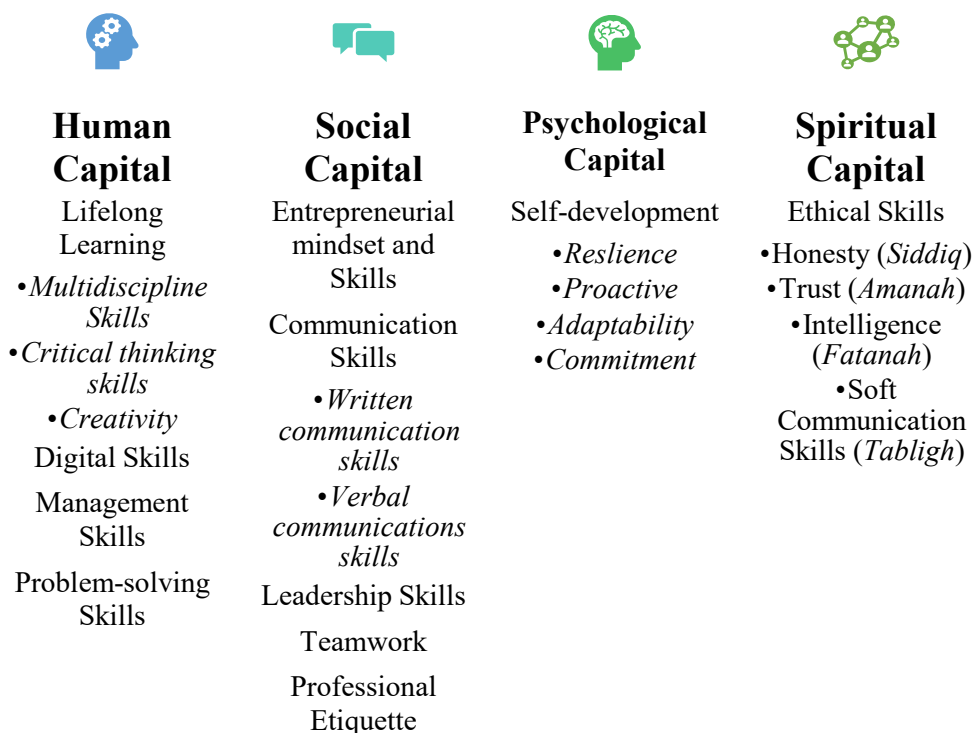 Human
Capital
Lifelong
Learning
•Multidiscipline
Skills
•Critical thinking
skills
•Creativity
Digital Skills
Management
Skills
Problem-solving
Skills
Social
Capital
Entrepreneurial
mindset and
Skills
Communication
Skills
•Written
communication
skills
•Verbal
communications
skills
Leadership Skills
Teamwork
Professional
Etiquette
Psychological
Capital
Self-development
•Reslience
•Proactive
•Adaptability
•Commitment
Spiritual
Capital
Ethical Skills
•Honesty (Siddiq)
•Trust (Amanah)
•Intelligence
(Fatanah)
•Soft
Communication
Skills (Tabligh)